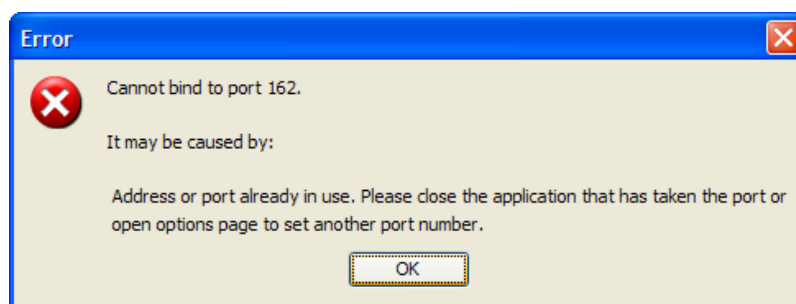 Error
Cannot bind to port 162.
It may be caused by:
Address or port already in use. Please close the application that has taken the port or
open options page to set another port number.
OK